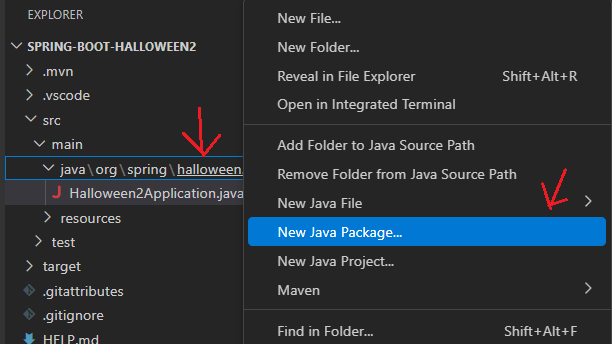 EXPLORER
SPRING-BOOT-HALLOWEEN2
.mvn
.vscode
src
main
java\org\spring\halloween
Halloween2Application.java
resources
test
target
.gitattributes
.gitignore
HELP.md
New File...
New Folder...
Reveal in File Explorer Shift+Alt+R
Open in Integrated Terminal
Add Folder to Java Source Path
Remove Folder from Java Source Path
New Java File
New Java Package...
New Java Project...
Maven
Find in Folder... Shift+Alt+F